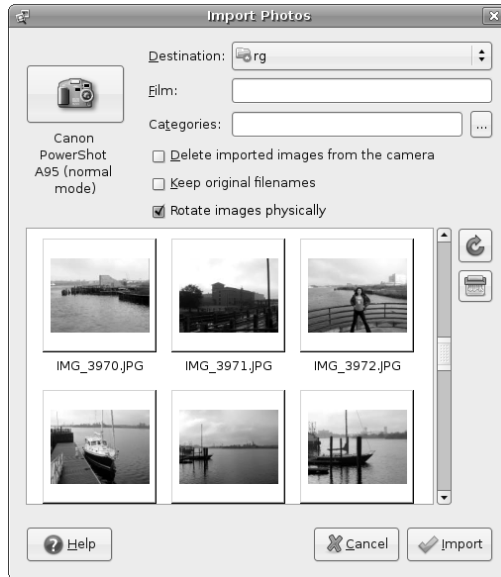 Import Photos
Destination: rg
Film:
Categories: ...
Canon
PowerShot
A95 (normal
mode)
Delete imported images from the camera
Keep original filenames
Rotate images physically
IMG_3970.JPG IMG_3971.JPG IMG_3972.JPG
Help Cancel Import